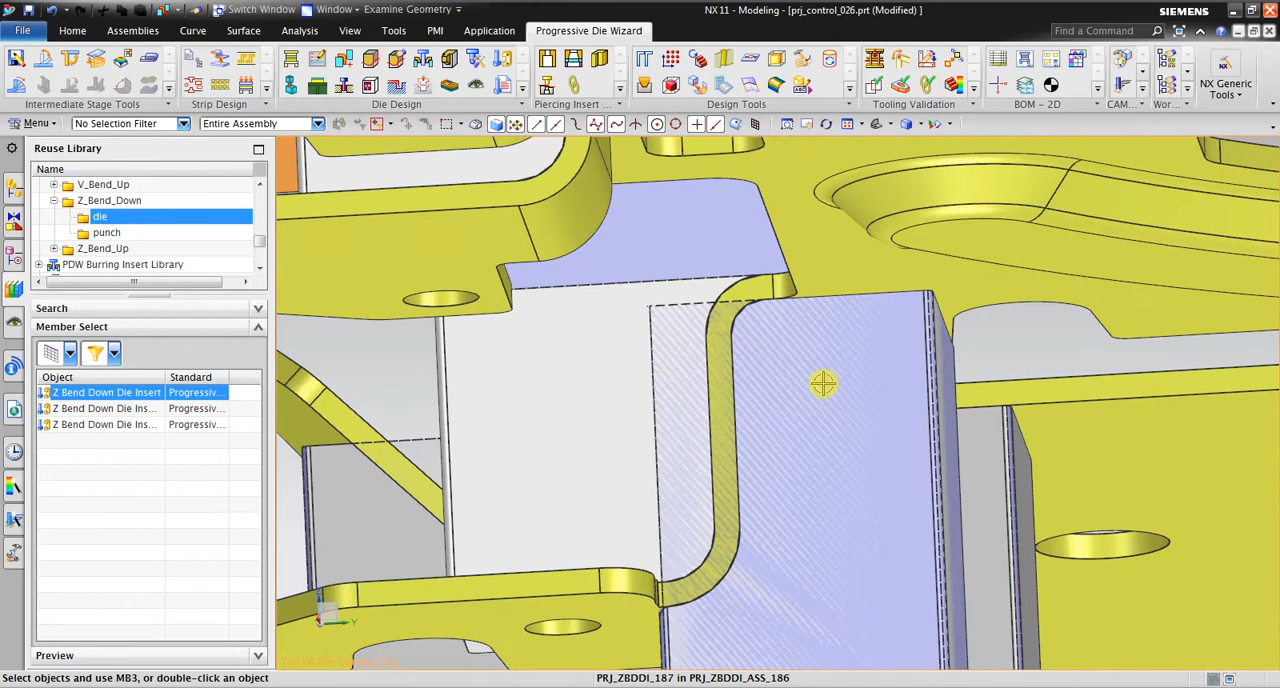 Switch Window Window Examine Geometry NX 11 - Modeling - [prj_control_026.prt (Modified) ] SIEMENS
File Home Assemblies Curve Surface Analysis View Tools PMI Application Progressive Die Wizard Find a Command
NX Generic
Tools
Intermediate Stage Tools Strip Design Die Design Piercing Insert ... Design Tools Tooling Validation BOM - 2D CAM... Wor...
Menu No Selection Filter Entire Assembly
Reuse Library
Name
V_Bend_Up
Z_Bend_Down
die
punch
Z_Bend_Up
PDW Burring Insert Library
Search
Member Select
Object Standard
Z Bend Down Die Insert Progressiv...
Z Bend Down Die Ins... Progressiv...
Z Bend Down Die Ins... Progressiv...
Preview
Z
Y
Select objects and use MB3, or double-click an object PRJ_ZBDDI_187 in PRJ_ZBDDI_ASS_186